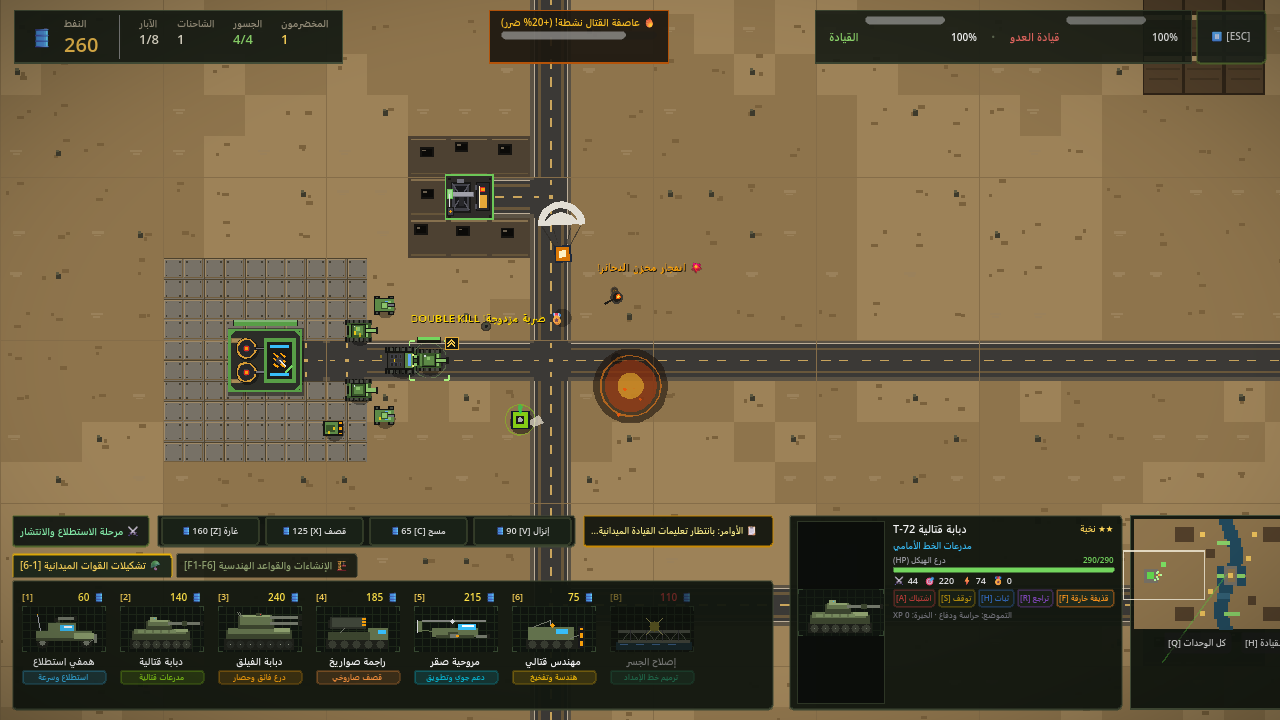 النفط
260
الآبار
1/8
الشاحنات
1
الجسور
4/4
المخضرمون
1
🔥 عاصفة القتال نشطة! (+20% ضرر)
القيادة
100%
قيادة العدو
100%
[ESC]
DOUBLE KILL ضربة مزدوجة!
⚔ مرحلة الاستطلاع والانتشار
غارة [Z] 160
قصف [X] 125
مسح [C] 65
إنزال [V] 90
📋 الأوامر: بانتظار تعليمات القيادة الميدانية...
تشكيلات القوات الميدانية [1-6]
الإنشاءات والقواعد الهندسية [F1-F6]
[1] 60
همفي استطلاع
استطلاع وسرعة
[2] 140
دبابة قتالية
مدرعات قتالية
[3] 240
دبابة الفيلق
درع فائق وحصار
[4] 185
راجمة صواريخ
قصف صاروخي
[5] 215
مروحية صقر
دعم جوي وتطويق
[6] 75
مهندس قتالي
هندسة وتفخيخ
[B] 110
إصلاح الجسر
ترميم خط الإمداد
دبابة قتالية T-72
★★ نخبة
مدرعات الخط الأمامي
درع الهيكل (HP)
290/290
44 220 74 0
اشتباك [A]
توقف [S]
ثبات [H]
تراجع [R]
قذيفة خارقة [F]
التموضع: حراسة ودفاع · الخبرة: 0 XP
كل الوحدات [Q]